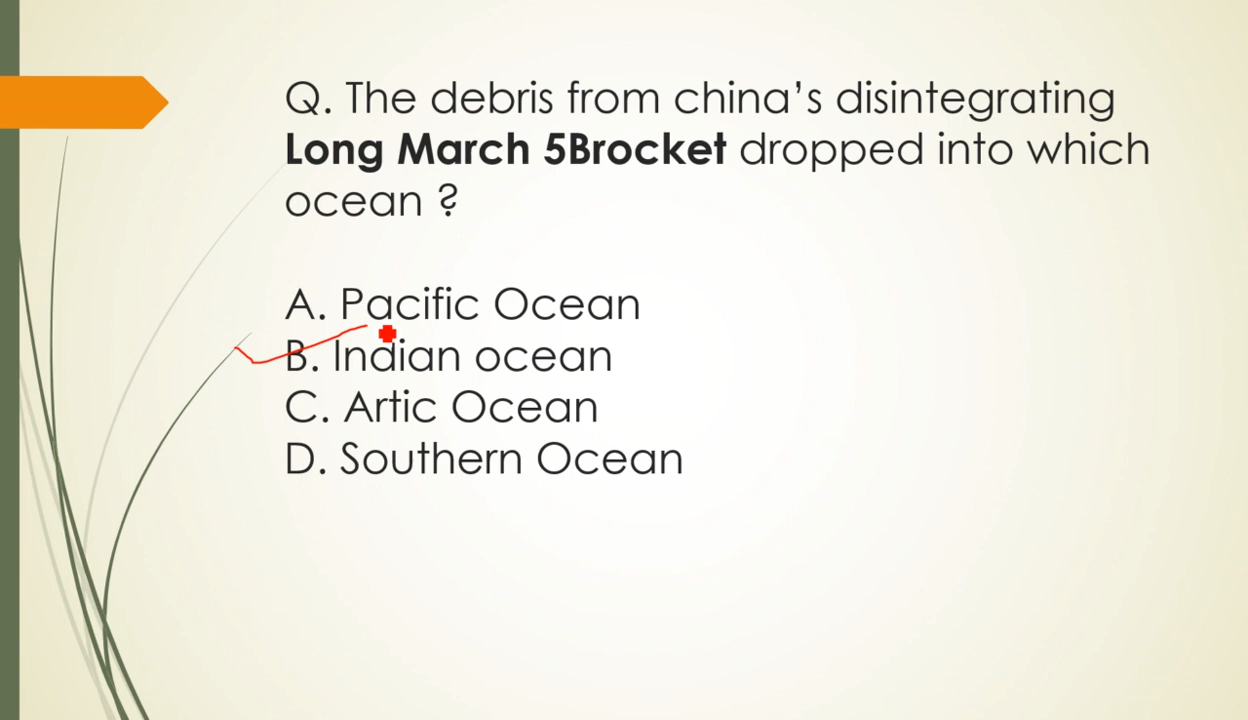 Q. The debris from china’s disintegrating
Long March 5Brocket dropped into which
ocean ?
A. Pacific Ocean
B. Indian ocean
C. Artic Ocean
D. Southern Ocean